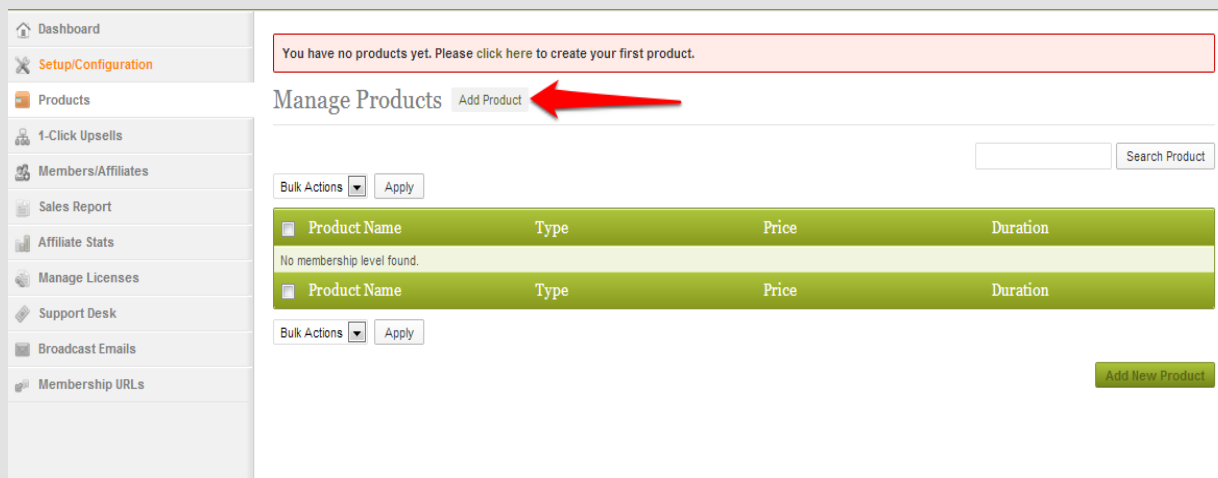 Dashboard
Setup/Configuration
Products
1-Click Upsells
Members/Affiliates
Sales Report
Affiliate Stats
Manage Licenses
Support Desk
Broadcast Emails
Membership URLs
You have no products yet. Please click here to create your first product.
Manage Products Add Product
Search Product
Bulk Actions Apply
Product Name Type Price Duration
No membership level found.
Product Name Type Price Duration
Bulk Actions Apply
Add New Product